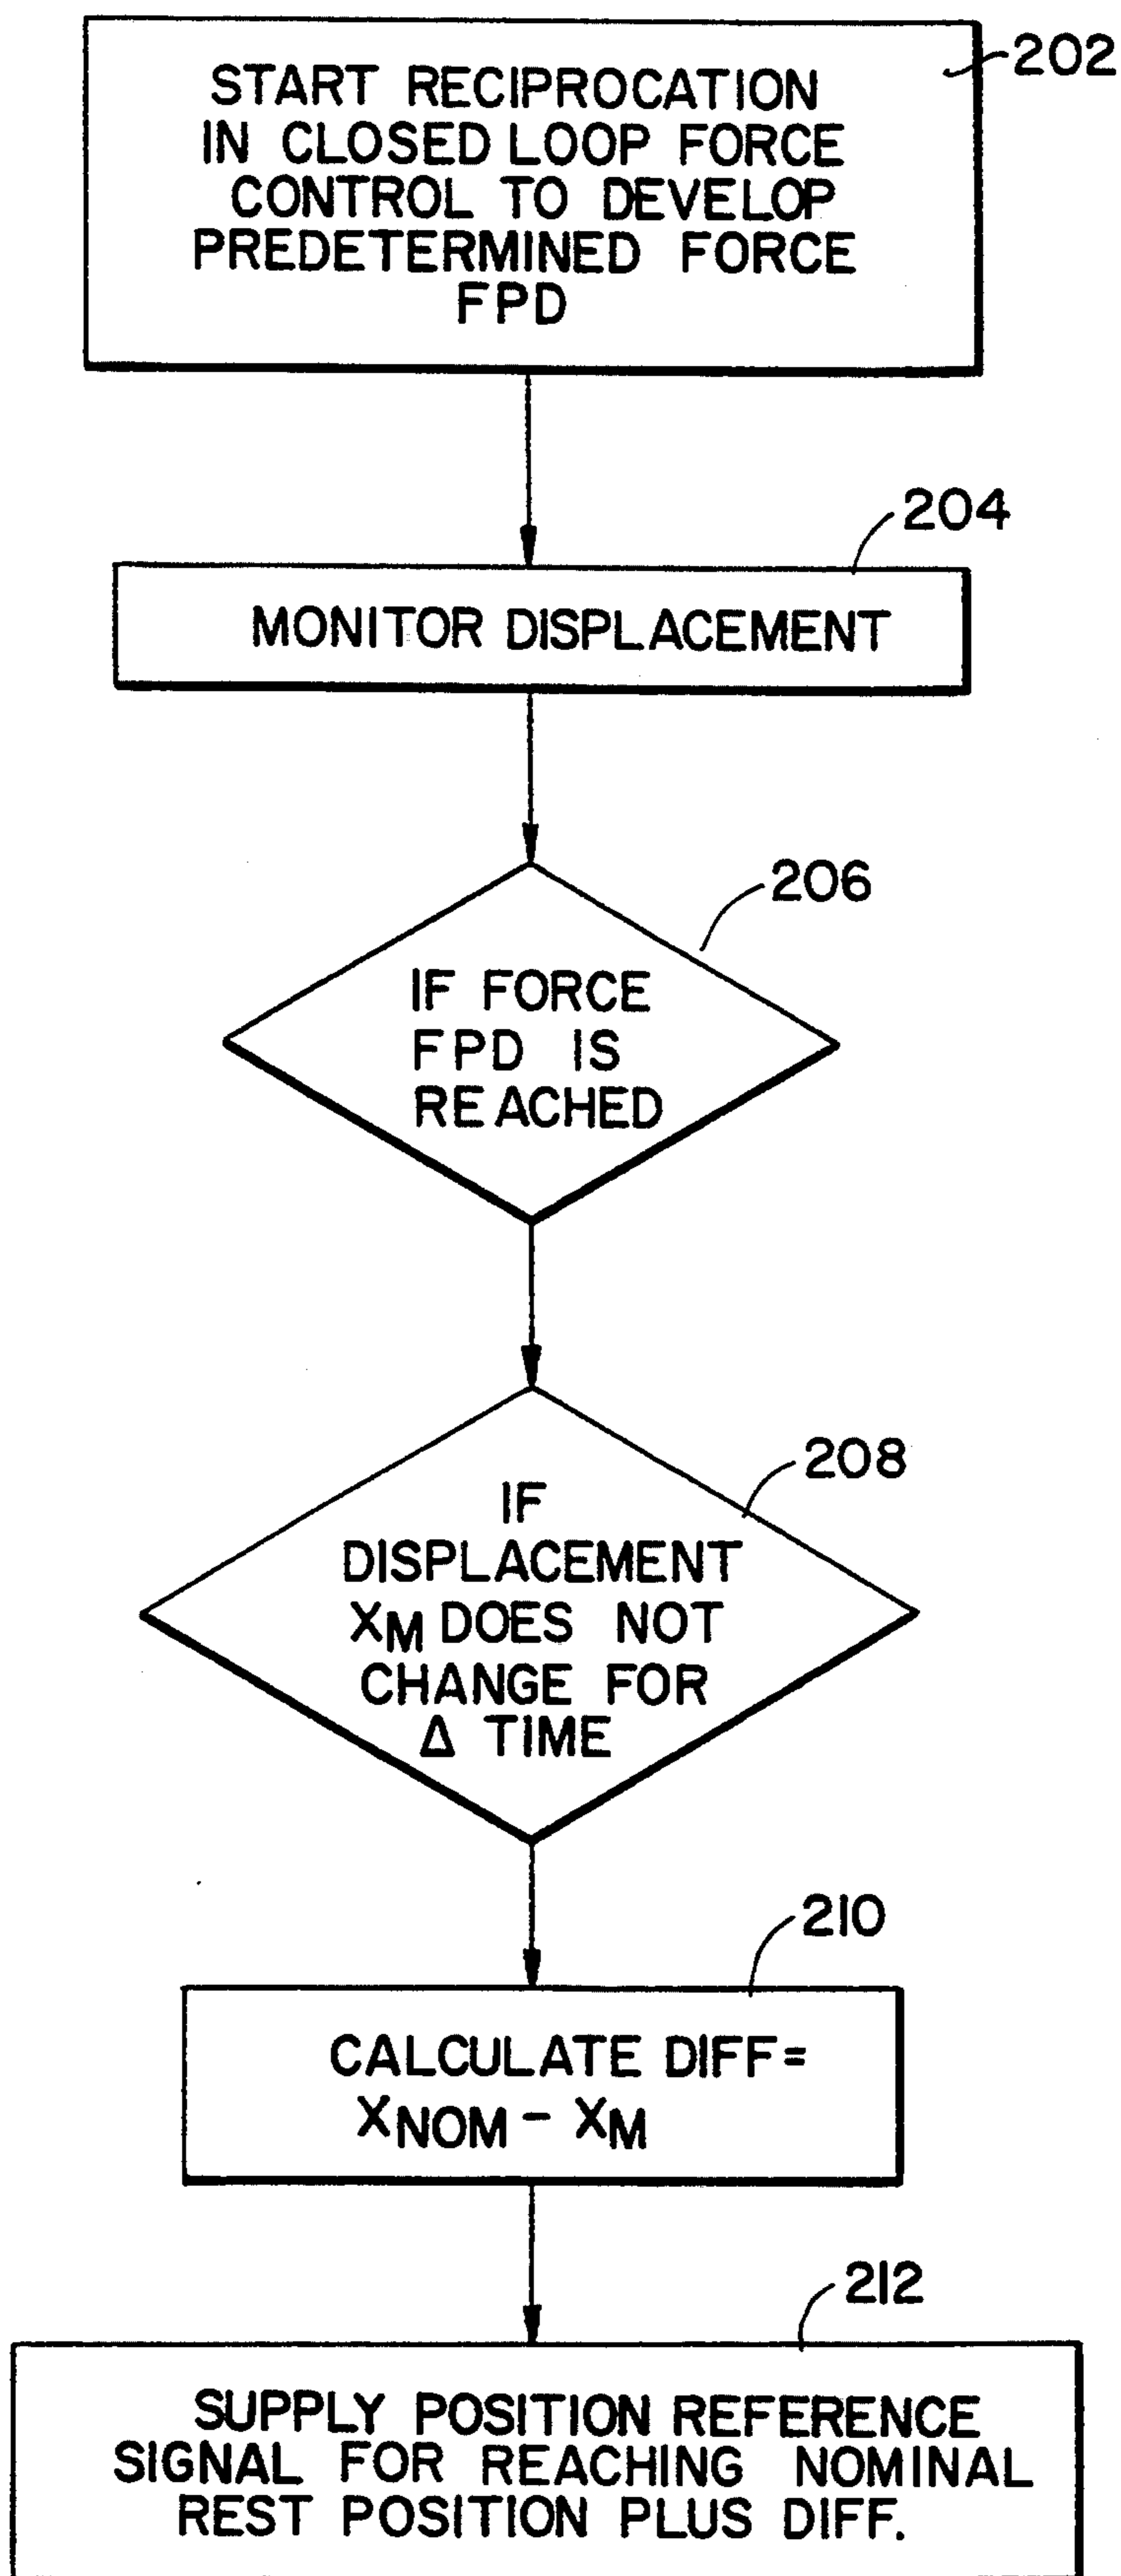 202
START RECIPROCATION
IN CLOSED LOOP FORCE
CONTROL TO DEVELOP
PREDETERMINED FORCE
FPD
204
MONITOR DISPLACEMENT
206
IF FORCE
FPD IS
REACHED
208
IF
DISPLACEMENT
XM DOES NOT
CHANGE FOR
Δ TIME
210
CALCULATE DIFF=
XNOM - XM
212
SUPPLY POSITION REFERENCE
SIGNAL FOR REACHING NOMINAL
REST POSITION PLUS DIFF.